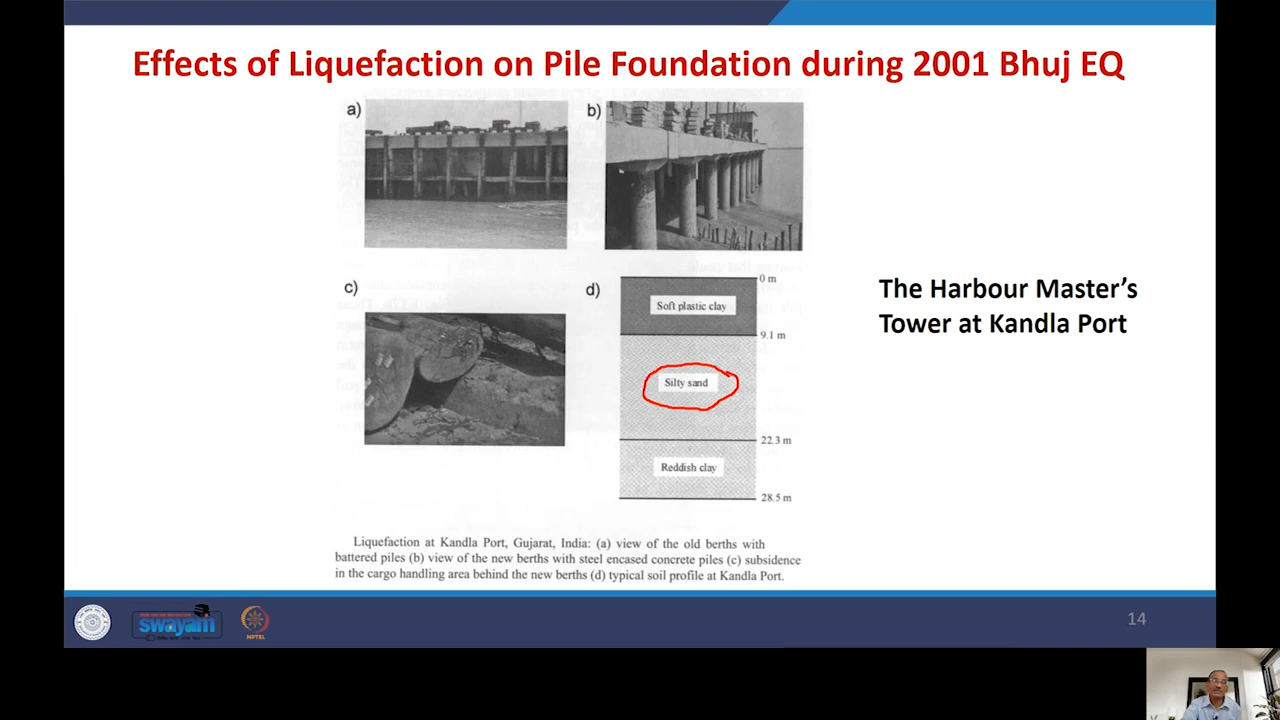 Effects of Liquefaction on Pile Foundation during 2001 Bhuj EQ
a)
b)
c)
d)
0 m
Soft plastic clay
9.1 m
Silty sand
22.3 m
Reddish clay
28.5 m
The Harbour Master's
Tower at Kandla Port
Liquefaction at Kandla Port, Gujarat, India: (a) view of the old berths with
battered piles (b) view of the new berths with steel encased concrete piles (c) subsidence
in the cargo handling area behind the new berths (d) typical soil profile at Kandla Port.
swayam
NPTEL
14